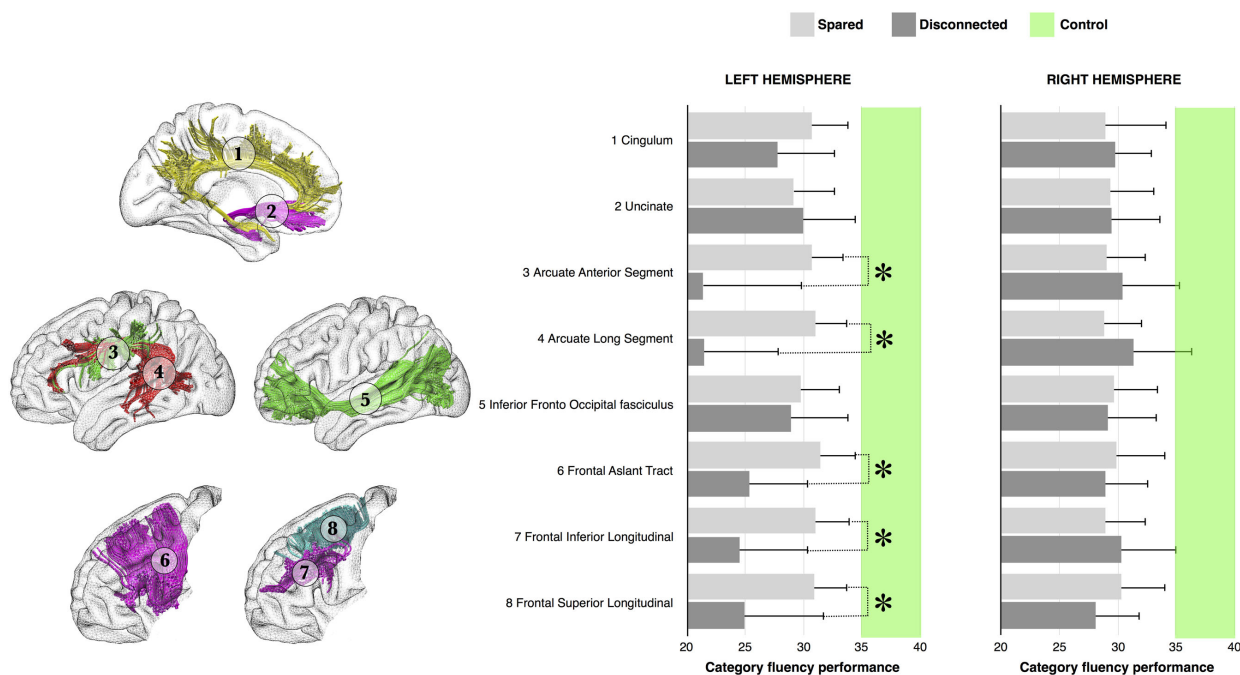 Spared Disconnected Control
LEFT HEMISPHERE RIGHT HEMISPHERE
1
2
3
4
5
6
8
7
1 Cingulum
2 Uncinate
3 Arcuate Anterior Segment *
4 Arcuate Long Segment *
5 Inferior Fronto Occipital fasciculus
6 Frontal Aslant Tract *
7 Frontal Inferior Longitudinal *
8 Frontal Superior Longitudinal *
20 25 30 35 40 20 25 30 35 40
Category fluency performance Category fluency performance